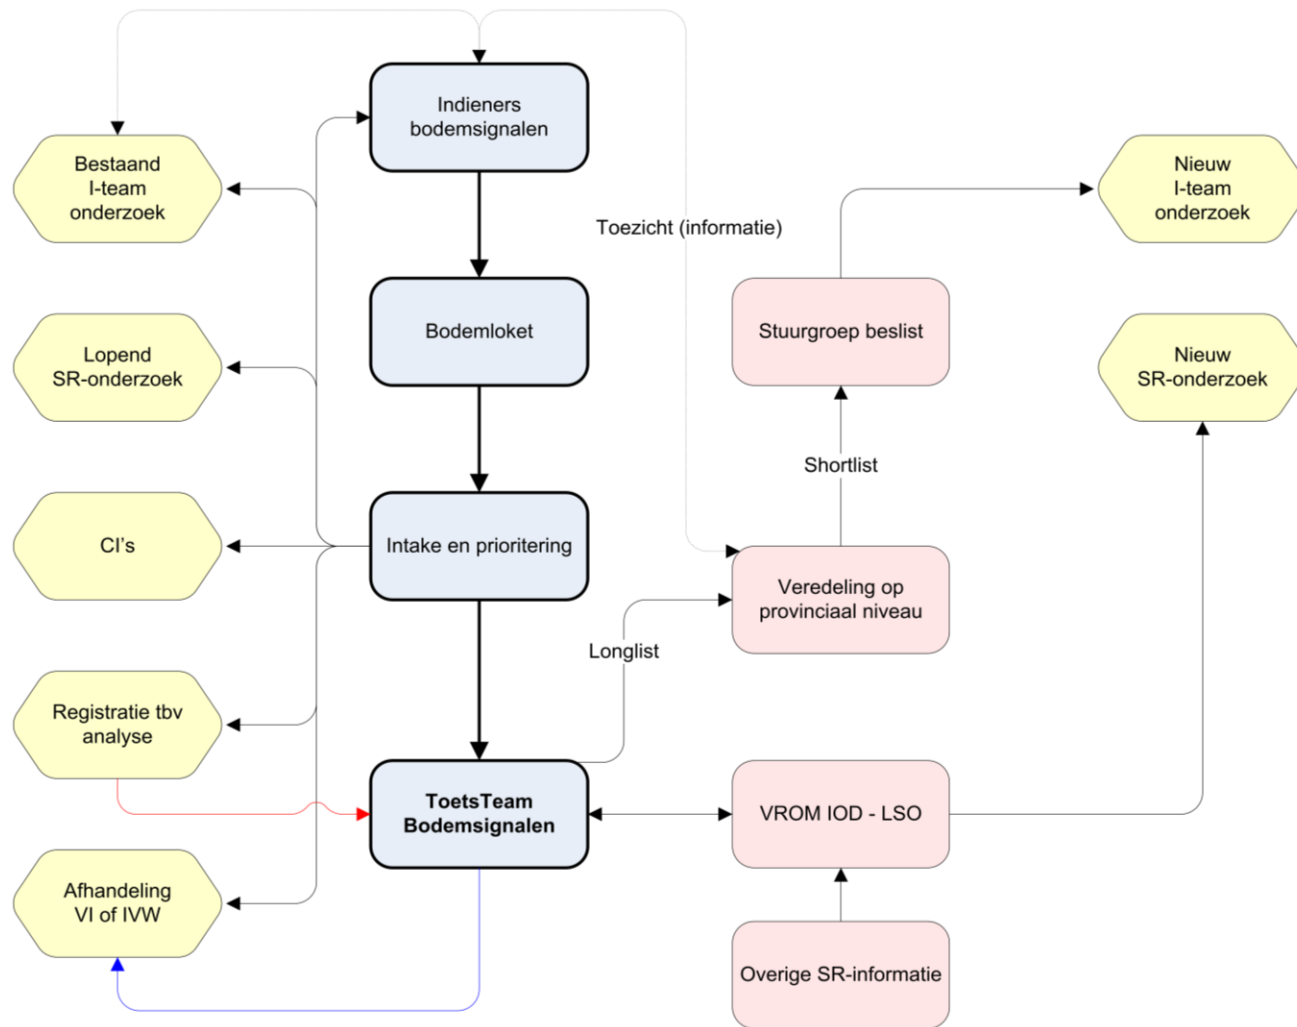 Indieners
bodemsignalen
Bestaand
I-team
onderzoek
Nieuw
I-team
onderzoek
Toezicht (informatie)
Bodemloket
Stuurgroep beslist
Lopend
SR-onderzoek
Nieuw
SR-onderzoek
Shortlist
CI's
Intake en prioritering
Veredeling op
provinciaal niveau
Longlist
Registratie tbv
analyse
ToetsTeam
Bodemsignalen
VROM IOD - LSO
Afhandeling
VI of IVW
Overige SR-informatie